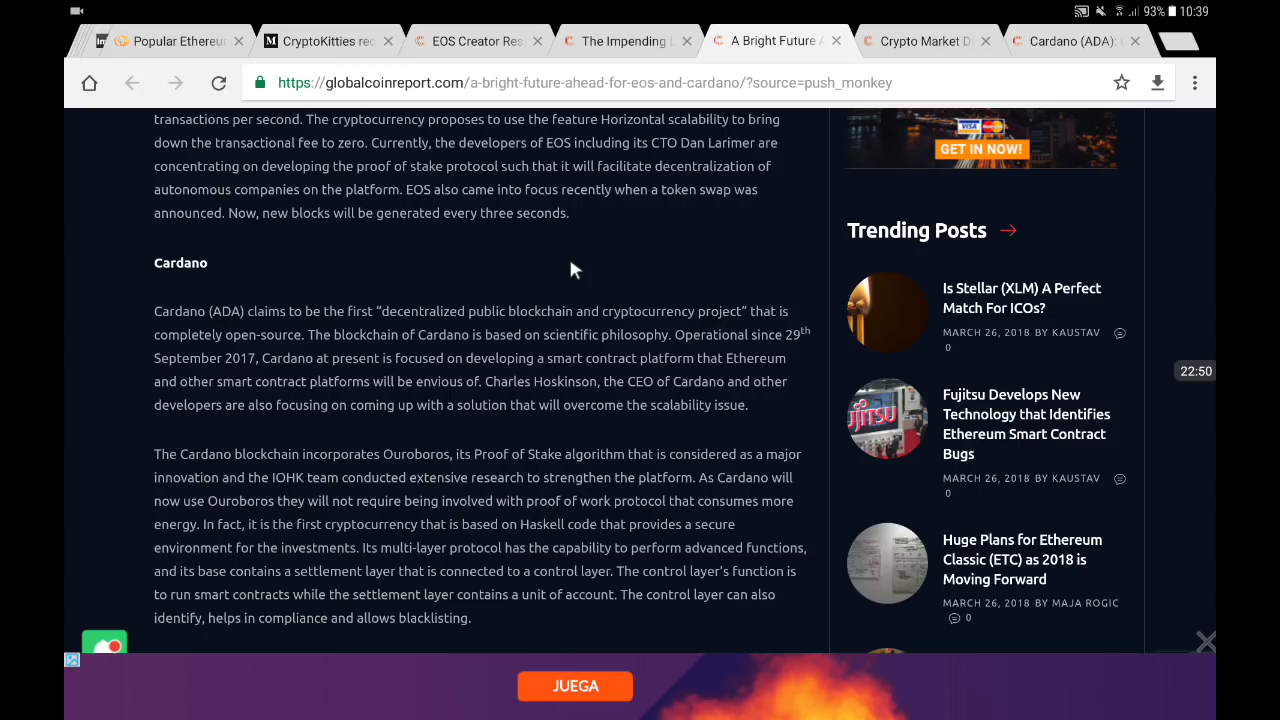 93% 10:39
Popular Ethereu
CryptoKitties rec
EOS Creator Res
The Impending
A Bright Future
Crypto Market D
Cardano (ADA):
https://globalcoinreport.com/a-bright-future-ahead-for-eos-and-cardano/?source=push_monkey
transactions per second. The cryptocurrency proposes to use the feature Horizontal scalability to bring
down the transactional fee to zero. Currently, the developers of EOS including its CTO Dan Larimer are
concentrating on developing the proof of stake protocol such that it will facilitate decentralization of
autonomous companies on the platform. EOS also came into focus recently when a token swap was
announced. Now, new blocks will be generated every three seconds.
Cardano
Cardano (ADA) claims to be the first “decentralized public blockchain and cryptocurrency project” that is
completely open-source. The blockchain of Cardano is based on scientific philosophy. Operational since 29th
September 2017, Cardano at present is focused on developing a smart contract platform that Ethereum
and other smart contract platforms will be envious of. Charles Hoskinson, the CEO of Cardano and other
developers are also focusing on coming up with a solution that will overcome the scalability issue.
The Cardano blockchain incorporates Ouroboros, its Proof of Stake algorithm that is considered as a major
innovation and the IOHK team conducted extensive research to strengthen the platform. As Cardano will
now use Ouroboros they will not require being involved with proof of work protocol that consumes more
energy. In fact, it is the first cryptocurrency that is based on Haskell code that provides a secure
environment for the investments. Its multi-layer protocol has the capability to perform advanced functions,
and its base contains a settlement layer that is connected to a control layer. The control layer’s function is
to run smart contracts while the settlement layer contains a unit of account. The control layer can also
identify, helps in compliance and allows blacklisting.
VISA
GET IN NOW!
Trending Posts
Is Stellar (XLM) A Perfect
Match For ICOs?
MARCH 26, 2018 BY KAUSTAV
0
FUJITSU
Fujitsu Develops New
Technology that Identifies
Ethereum Smart Contract
Bugs
MARCH 26, 2018 BY KAUSTAV
0
Huge Plans for Ethereum
Classic (ETC) as 2018 is
Moving Forward
MARCH 26, 2018 BY MAJA ROGIC
0
22:50
JUEGA